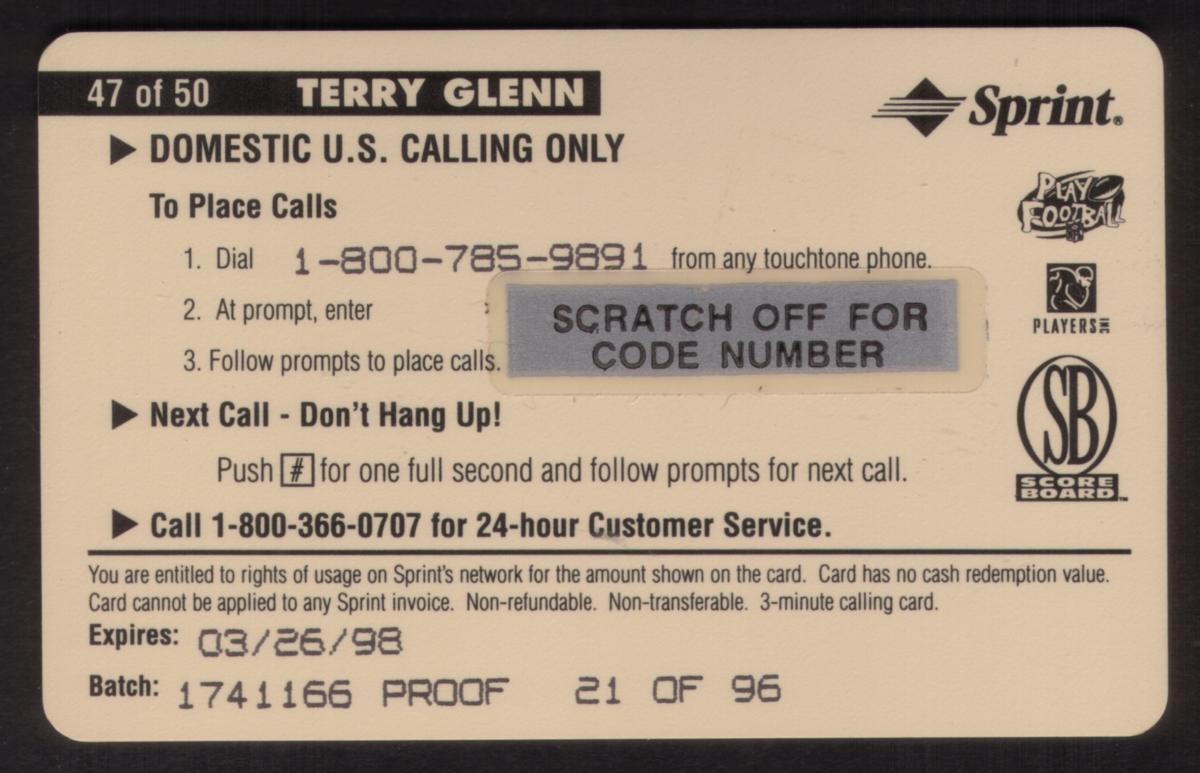 47 of 50 TERRY GLENN
Sprint®
▶ DOMESTIC U.S. CALLING ONLY
To Place Calls
1. Dial 1-800-785-9891 from any touchtone phone.
2. At prompt, enter
SCRATCH OFF FOR
CODE NUMBER
3. Follow prompts to place calls.
▶ Next Call - Don't Hang Up!
Push # for one full second and follow prompts for next call.
▶ Call 1-800-366-0707 for 24-hour Customer Service.
PLAY
FOOTBALL
NFL
PLAYERS INC
SB
SCORE
BOARD™
You are entitled to rights of usage on Sprint's network for the amount shown on the card. Card has no cash redemption value.
Card cannot be applied to any Sprint invoice. Non-refundable. Non-transferable. 3-minute calling card.
Expires: 03/26/98
Batch: 1741166 PROOF 21 OF 96